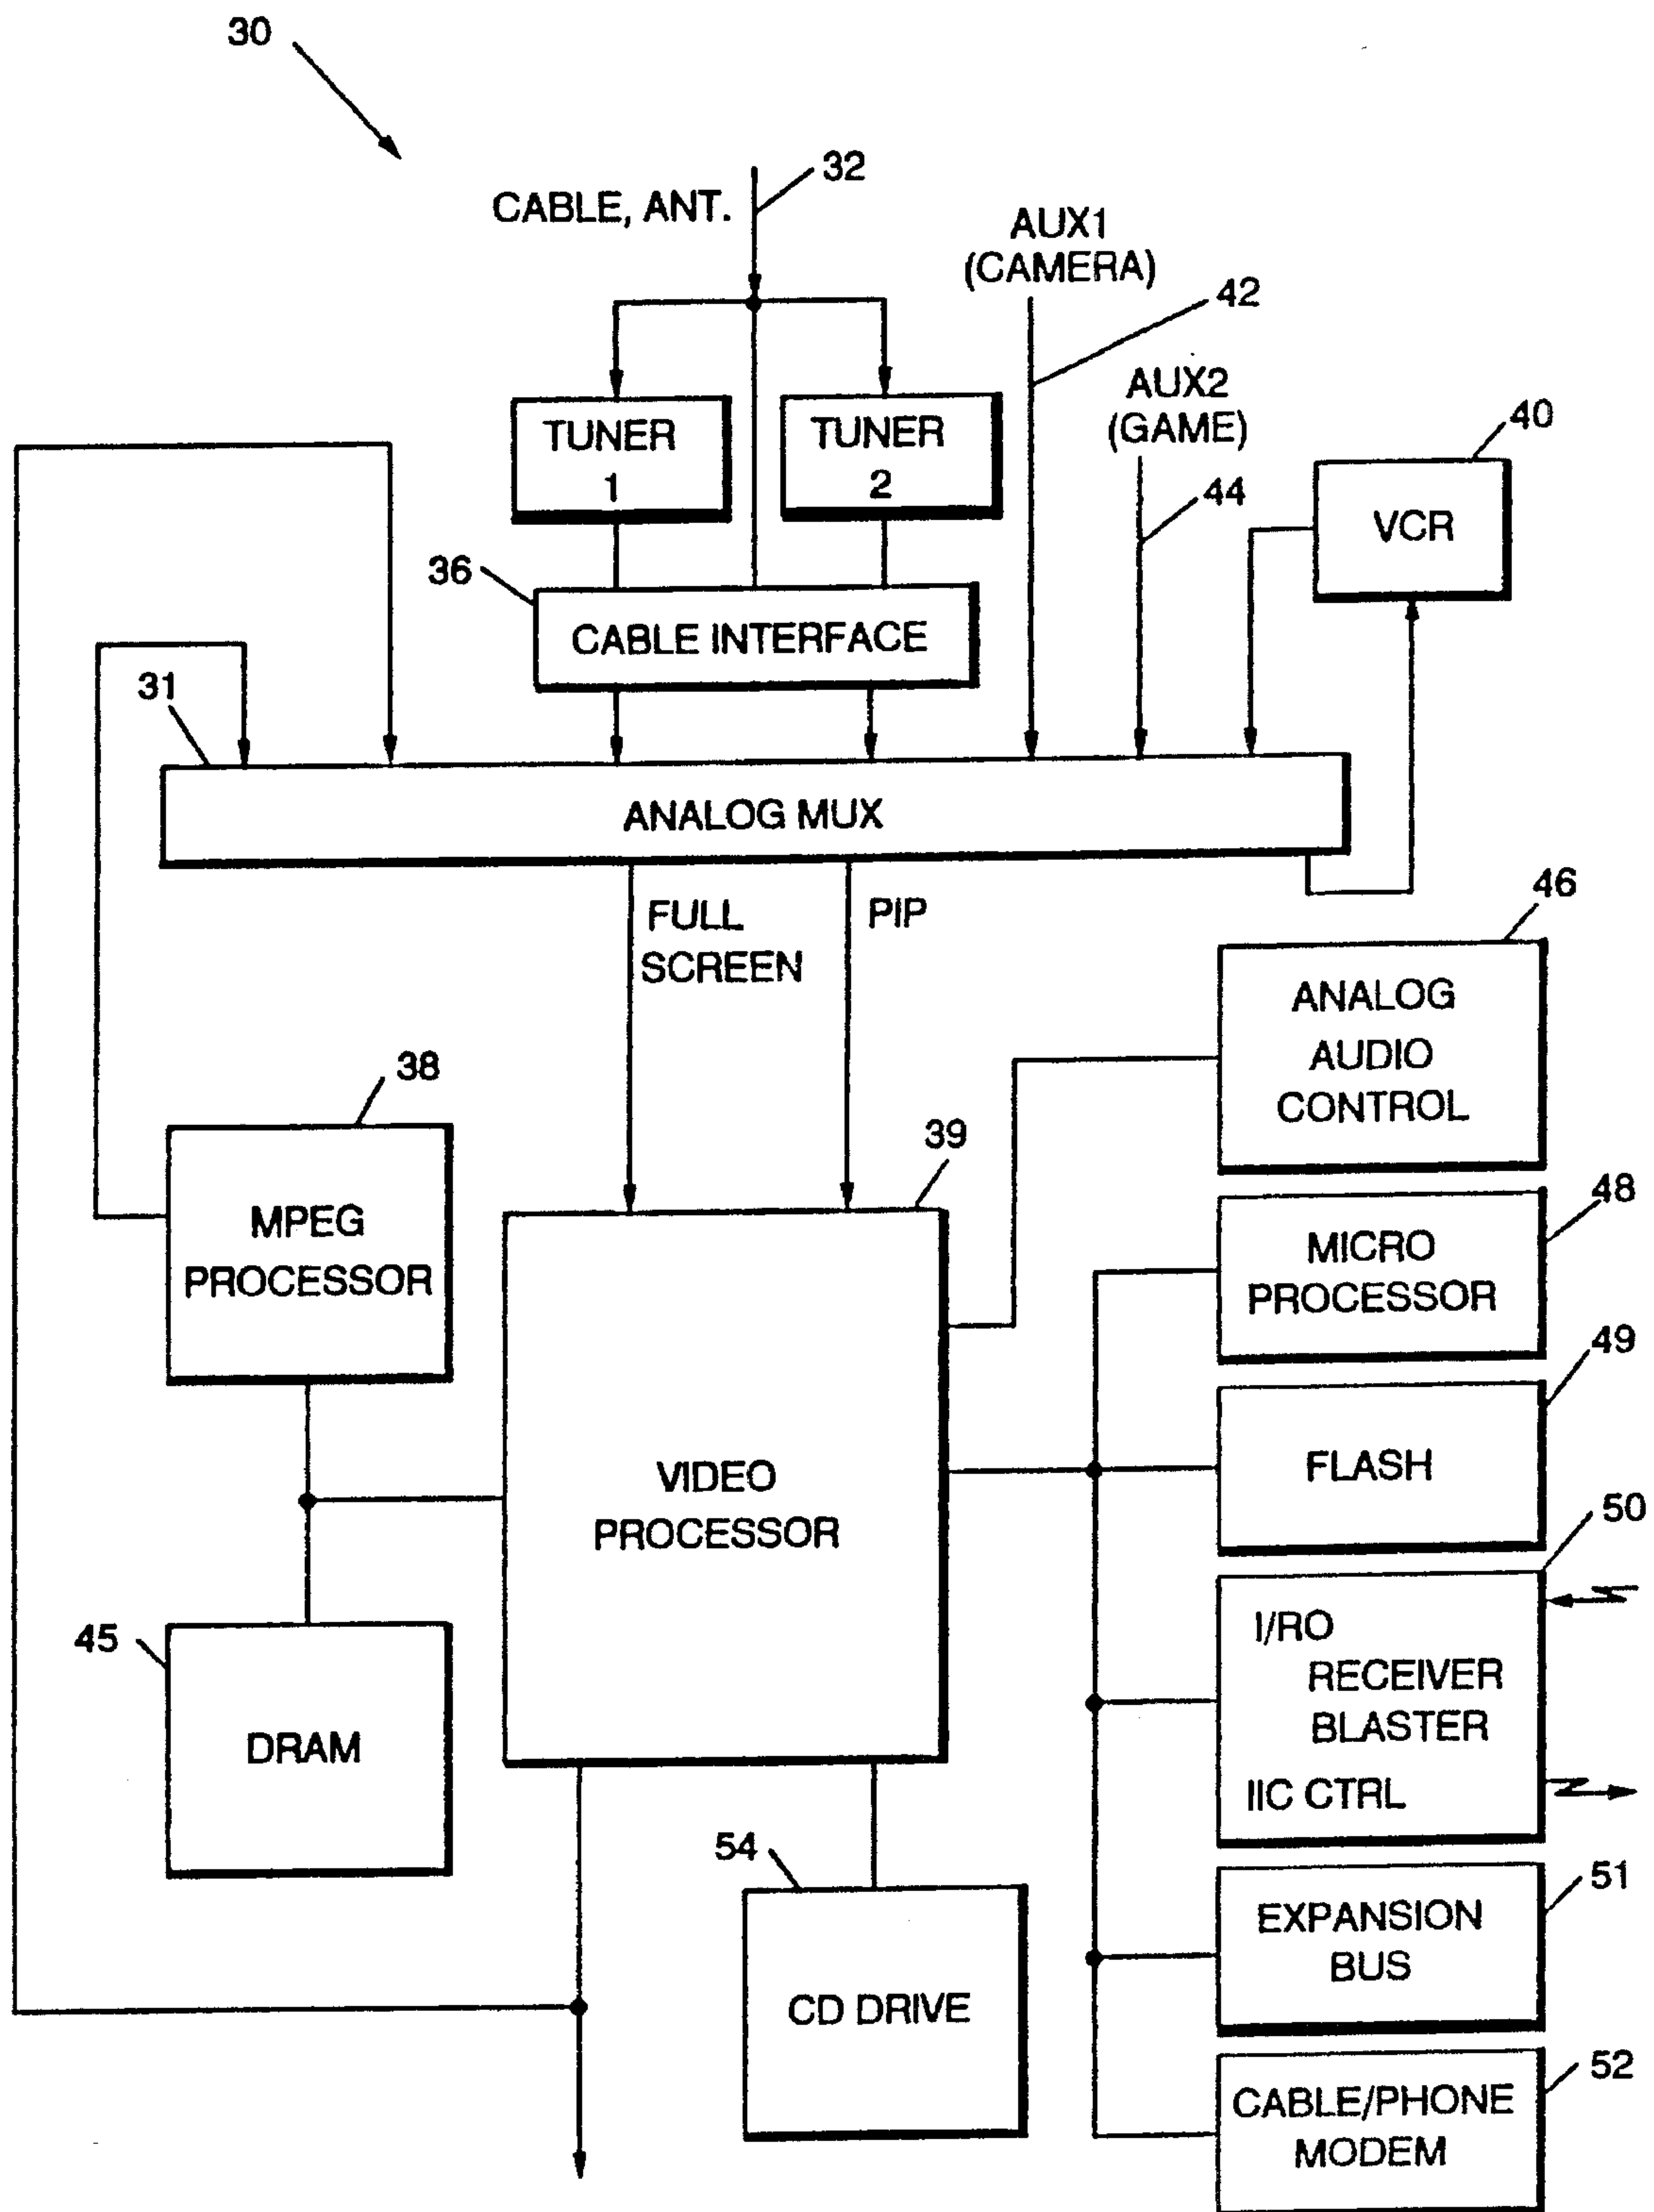 30
32
CABLE, ANT.
AUX1
(CAMERA)
42
AUX2
(GAME)
40
TUNER
1
TUNER
2
44
VCR
36
CABLE INTERFACE
31
ANALOG MUX
FULL
SCREEN
PIP
46
ANALOG
AUDIO
CONTROL
38
39
MPEG
PROCESSOR
48
MICRO
PROCESSOR
49
FLASH
VIDEO
PROCESSOR
50
I/RO
RECEIVER
BLASTER
IIC CTRL
45
DRAM
54
CD DRIVE
51
EXPANSION
BUS
52
CABLE/PHONE
MODEM